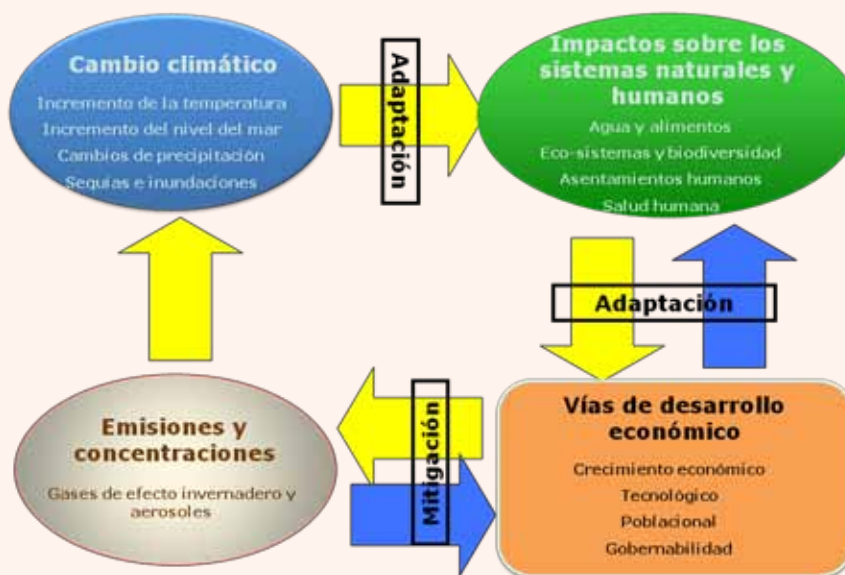 Cambio climático
Incremento de la temperatura
Incremento del nivel del mar
Cambios de precipitación
Sequias e inundaciones
Adaptación
Impactos sobre los
sistemas naturales y
humanos
Agua y alimentos
Eco-sistemas y biodiversidad
Asentamientos humanos
Salud humana
Adaptación
Emisiones y
concentraciones
Gases de efecto invernadero y
aerosoles
Mitigación
Vías de desarrollo
económico
Crecimiento económico
Tecnológico
Poblacional
Gobernabilidad